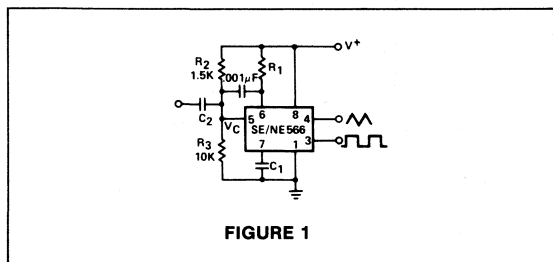 V+
R2
1.5K
.001µF
R1
C2
VC
5
6
8
4
SE/NE566
3
7
1
R3
10K
C1
FIGURE 1